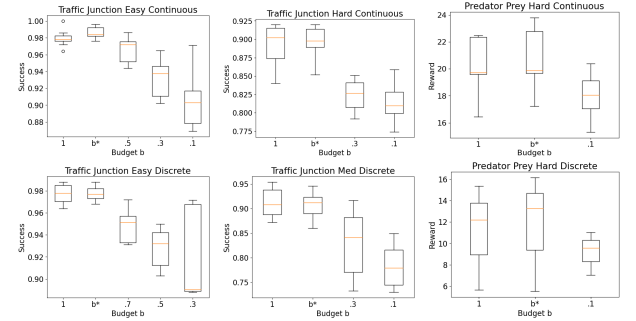 Traffic Junction Easy Continuous
Success
1.00
0.98
0.96
0.94
0.92
0.90
0.88
1 b* .5 .3 .1
Budget b
Traffic Junction Hard Continuous
Success
0.925
0.900
0.875
0.850
0.825
0.800
0.775
1 b* .3 .1
Budget b
Predator Prey Hard Continuous
Reward
24
22
20
18
16
1 b* .1
Budget b
Traffic Junction Easy Discrete
Success
0.98
0.96
0.94
0.92
0.90
1 b* .7 .5 .3
Budget b
Traffic Junction Med Discrete
Success
0.95
0.90
0.85
0.80
0.75
1 b* .3 .1
Budget b
Predator Prey Hard Discrete
Reward
16
14
12
10
8
6
1 b* .1
Budget b